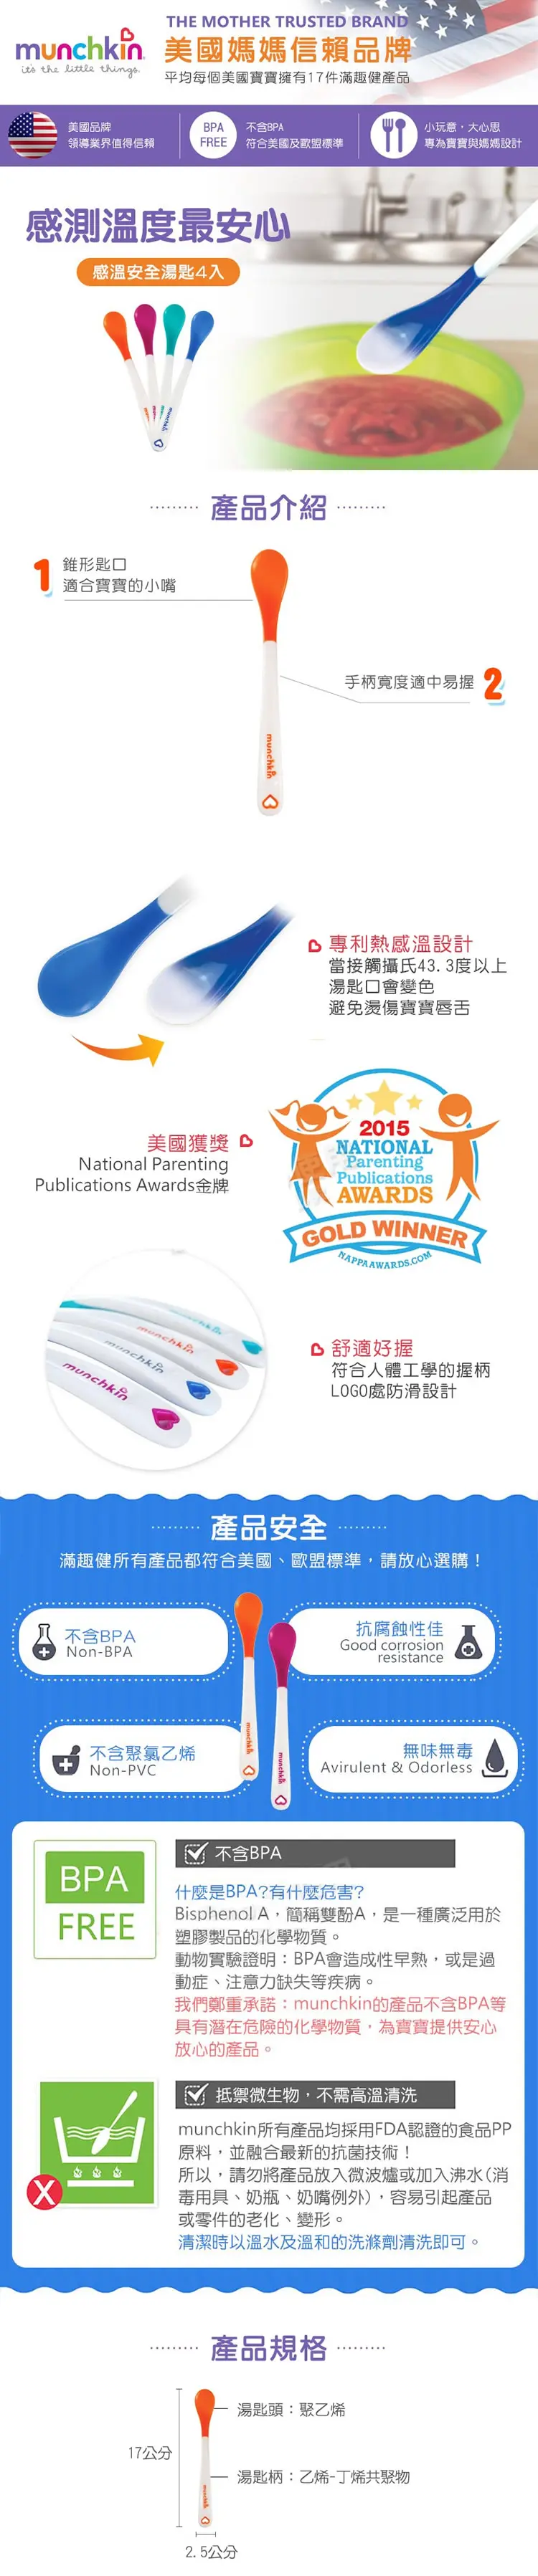 THE MOTHER TRUSTED BRAND
munchkin
it's the little things.
美國媽媽信賴品牌
平均每個美國寶寶擁有17件滿趣健產品
美國品牌
領導業界值得信賴
BPA
FREE
不含BPA
符合美國及歐盟標準
小玩意，大心思
專為寶寶與媽媽設計
感測溫度最安心
感溫安全湯匙4入
產品介紹
1
錐形匙口
適合寶寶的小嘴
手柄寬度適中易握
2
munchkin
專利熱感溫設計
當接觸攝氏43.3度以上
湯匙口會變色
避免燙傷寶寶唇舌
美國獲獎
National Parenting
Publications Awards金牌
2015
NATIONAL
Parenting
Publications
AWARDS
GOLD WINNER
NAPPAAWARDS.COM
munchkin
munchkin
munchkin
munchkin
舒適好握
符合人體工學的握柄
LOGO處防滑設計
產品安全
滿趣健所有產品都符合美國、歐盟標準，請放心選購！
不含BPA
Non-BPA
抗腐蝕性佳
Good corrosion
resistance
不含聚氯乙烯
Non-PVC
無味無毒
Avirulent & Odorless
munchkin
munchkin
BPA
FREE
不含BPA
什麼是BPA?有什麼危害?
Bisphenol A，簡稱雙酚A，是一種廣泛用於
塑膠製品的化學物質。
動物實驗證明：BPA會造成性早熟，或是過
動症、注意力缺失等疾病。
我們鄭重承諾：munchkin的產品不含BPA等
具有潛在危險的化學物質，為寶寶提供安心
放心的產品。
抵禦微生物，不需高溫清洗
X
munchkin所有產品均採用FDA認證的食品PP
原料，並融合最新的抗菌技術！
所以，請勿將產品放入微波爐或加入沸水(消
毒用具、奶瓶、奶嘴例外)，容易引起產品
或零件的老化、變形。
清潔時以溫水及溫和的洗滌劑清洗即可。
產品規格
湯匙頭：聚乙烯
17公分
湯匙柄：乙烯-丁烯共聚物
munchkin
2.5公分